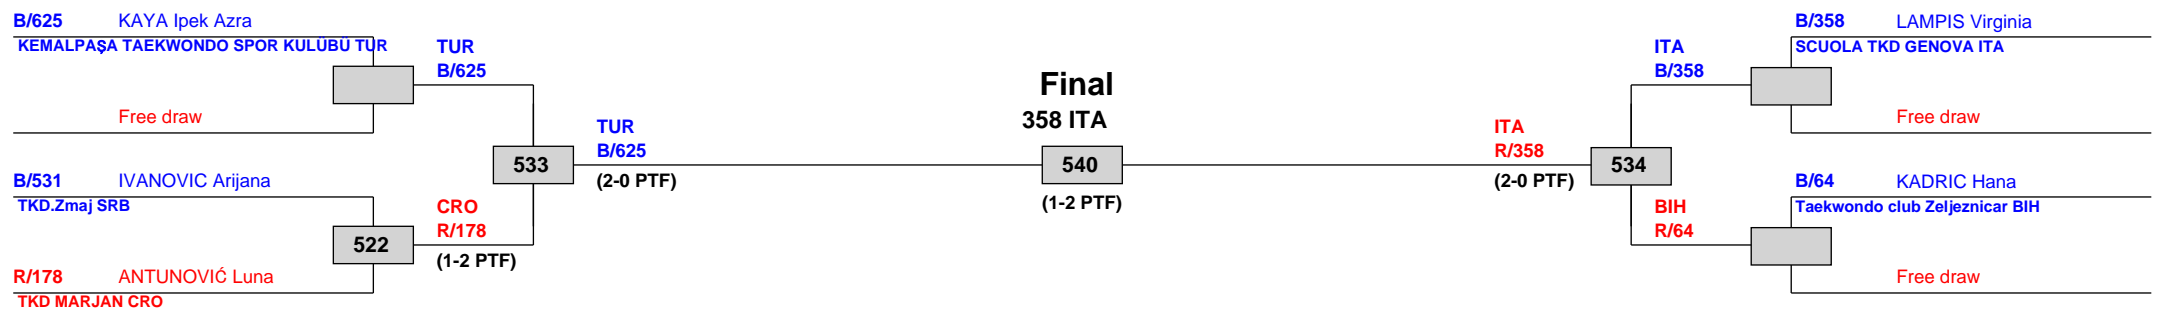 B/625 KAYA Ipek Azra
KEMALPAŞA TAEKWONDO SPOR KULÜBÜ TUR
TUR
B/625
Free draw
TUR
B/625
(2-0 PTF)
533
B/531 IVANOVIC Arijana
TKD.Zmaj SRB
522
CRO
R/178
(1-2 PTF)
R/178 ANTUNOVIĆ Luna
TKD MARJAN CRO
Final
358 ITA
540
(1-2 PTF)
B/358 LAMPIS Virginia
SCUOLA TKD GENOVA ITA
ITA
B/358
Free draw
ITA
R/358
(2-0 PTF)
534
B/64 KADRIC Hana
Taekwondo club Zeljeznicar BIH
BIH
R/64
Free draw